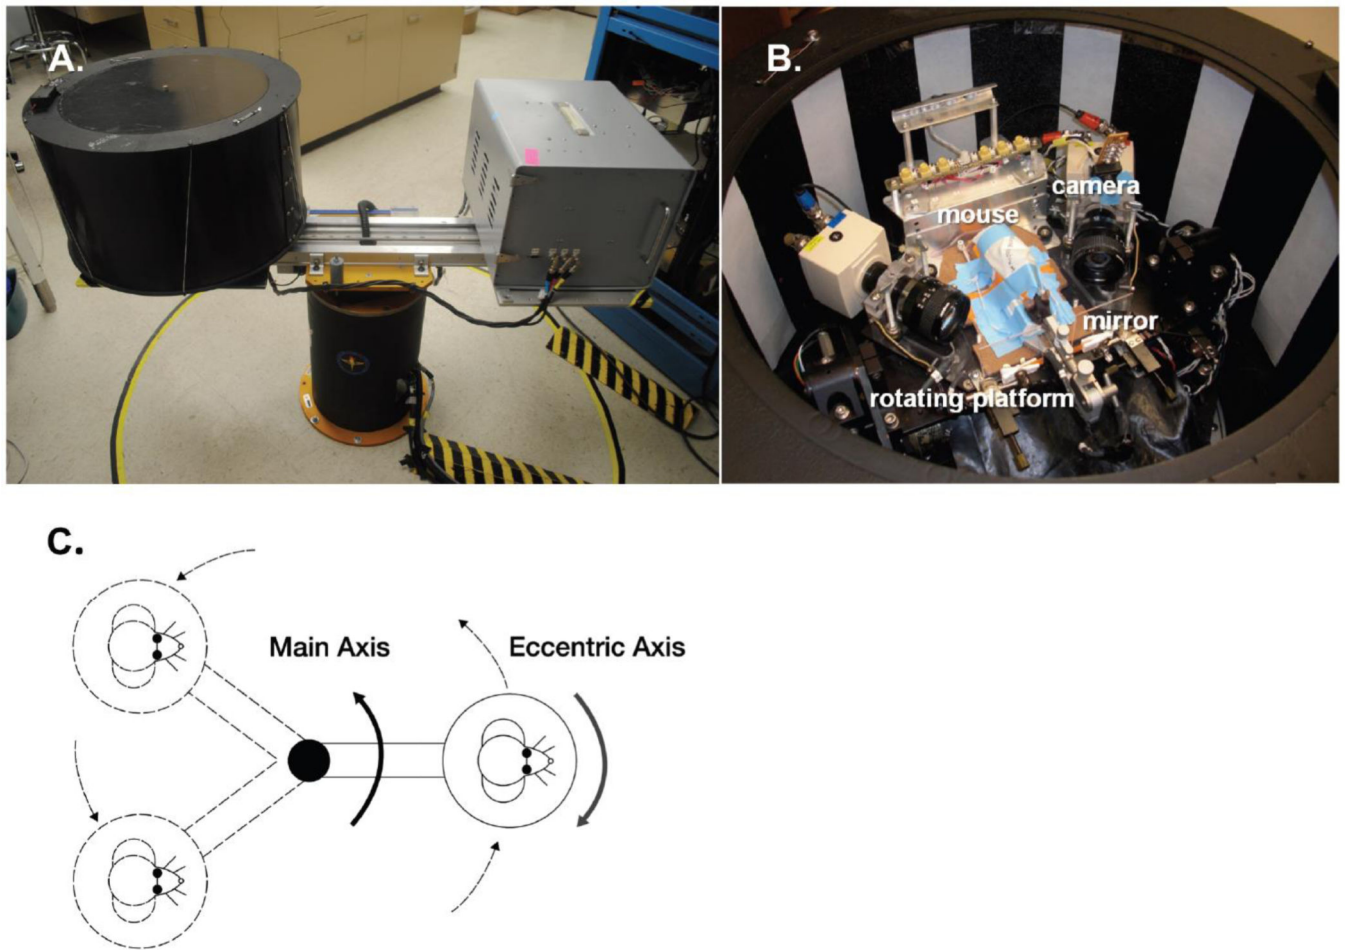 A.
B.
camera
mouse
mirror
rotating platform
C.
Main Axis
Eccentric Axis